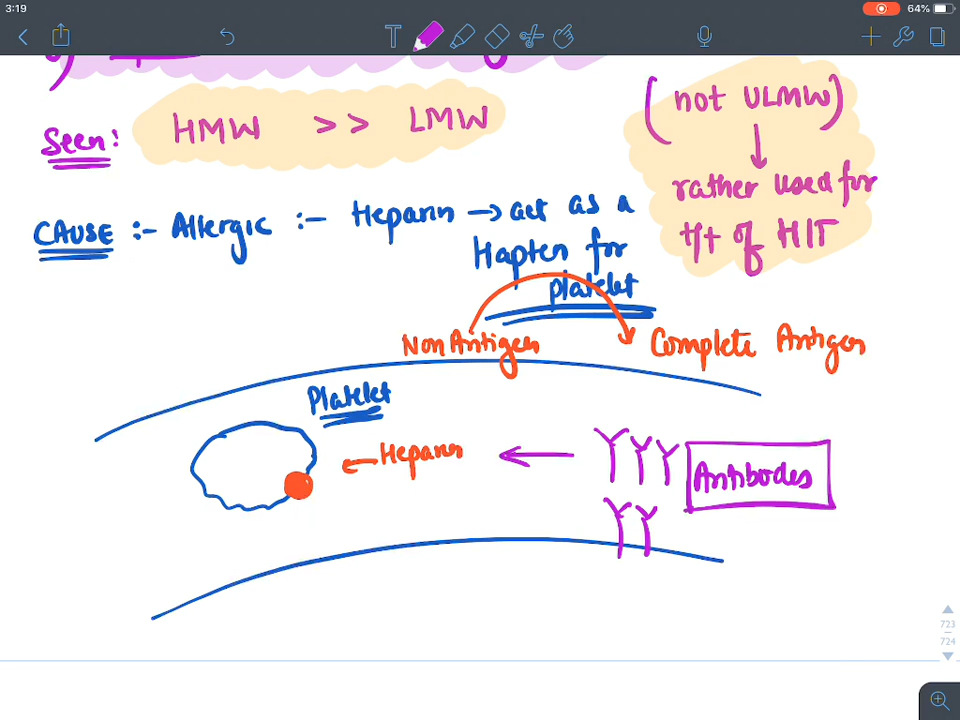 3:19
64%
T
Seen: HMW >> LMW
(not ULMW)
rather used for
t/t of HIT
CAUSE :- Allergic :- Heparin → act as a
Hapten for
platelet
Non Antigen
Complete Antigen
Platelet
← Heparin
Antibodes
723
724